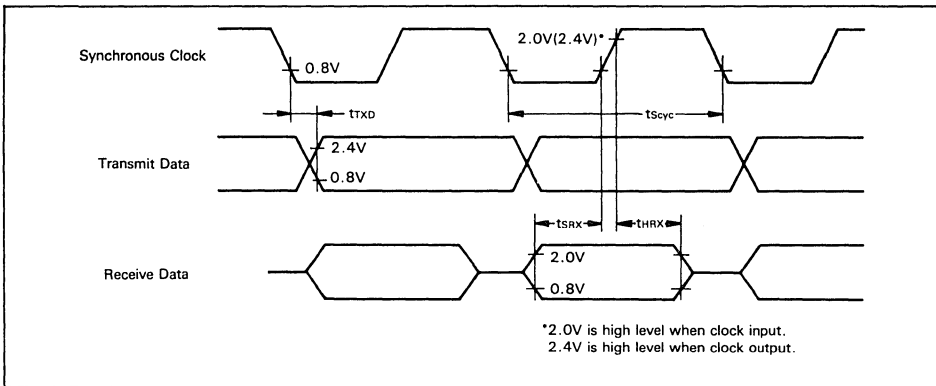 Synchronous Clock
2.0V(2.4V)*
0.8V
tTXD
tScyc
Transmit Data
2.4V
0.8V
tSRX
tHRX
Receive Data
2.0V
0.8V
*2.0V is high level when clock input.
2.4V is high level when clock output.